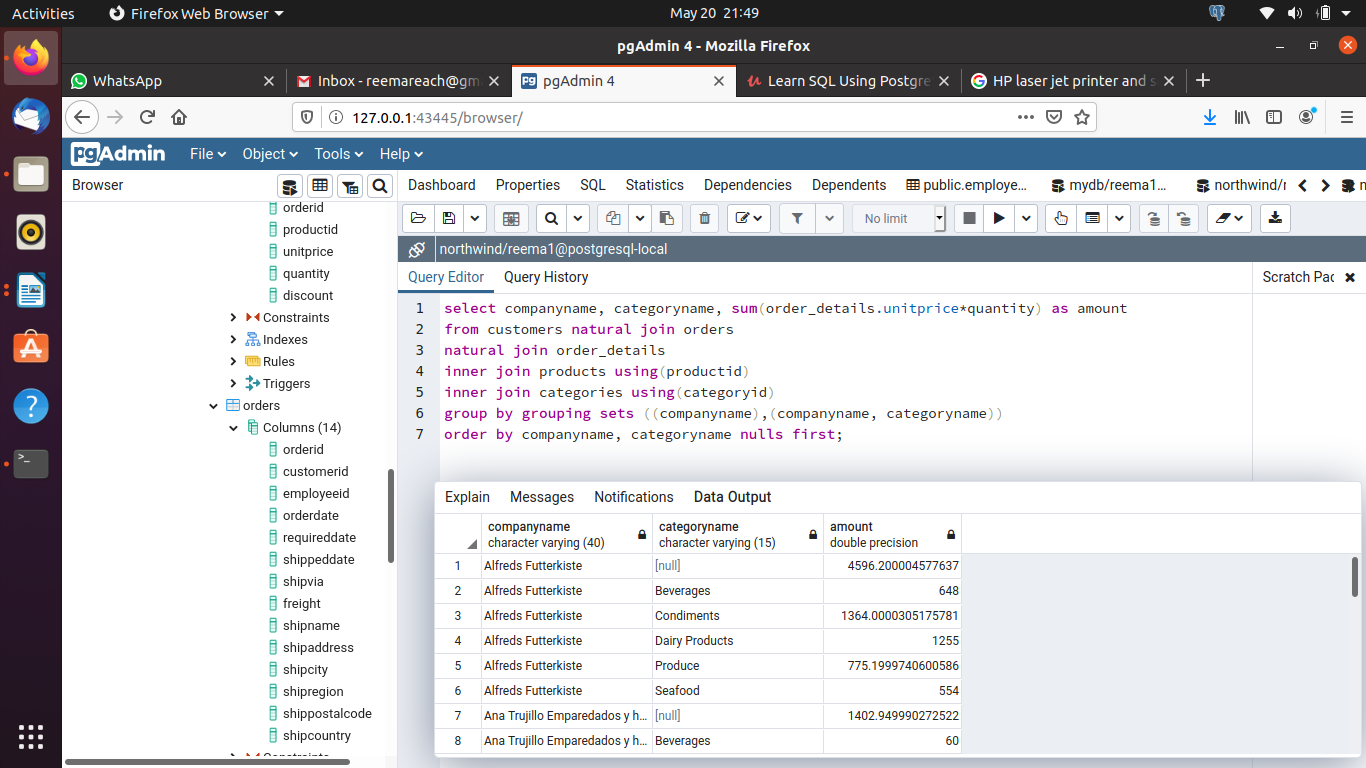 Activities Firefox Web Browser May 20 21:49
pgAdmin 4 - Mozilla Firefox
WhatsApp Inbox - reemareach@gm pgAdmin 4 Learn SQL Using Postgre HP laser jet printer and s
127.0.0.1:43445/browser/
pgAdmin File Object Tools Help
Browser
Dashboard Properties SQL Statistics Dependencies Dependents public.employe... mydb/reema1... northwind/r
No limit
northwind/reema1@postgresql-local
Query Editor Query History Scratch Pac
orderid
productid
unitprice
quantity
discount
Constraints
Indexes
Rules
Triggers
orders
Columns (14)
orderid
customerid
employeeid
orderdate
requireddate
shippeddate
shipvia
freight
shipname
shipaddress
shipcity
shipregion
shippostalcode
shipcountry
Constraints
1 select companyname, categoryname, sum(order_details.unitprice*quantity) as amount
2 from customers natural join orders
3 natural join order_details
4 inner join products using(productid)
5 inner join categories using(categoryid)
6 group by grouping sets ((companyname),(companyname, categoryname))
7 order by companyname, categoryname nulls first;
Explain Messages Notifications Data Output
companyname categoryname amount
character varying (40) character varying (15) double precision
1 Alfreds Futterkiste [null] 4596.200004577637
2 Alfreds Futterkiste Beverages 648
3 Alfreds Futterkiste Condiments 1364.0000305175781
4 Alfreds Futterkiste Dairy Products 1255
5 Alfreds Futterkiste Produce 775.1999740600586
6 Alfreds Futterkiste Seafood 554
7 Ana Trujillo Emparedados y h... [null] 1402.949990272522
8 Ana Trujillo Emparedados y h... Beverages 60